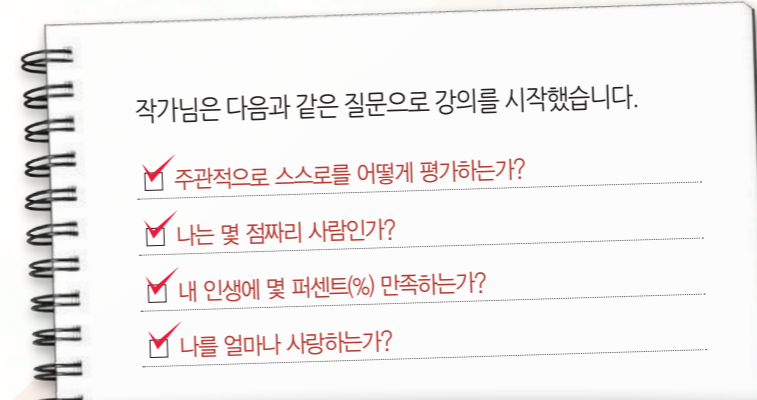 작가님은 다음과 같은 질문으로 강의를 시작했습니다.
주관적으로 스스로를 어떻게 평가하는가?
나는 몇 점짜리 사람인가?
내 인생에 몇 퍼센트(%) 만족하는가?
나를 얼마나 사랑하는가?